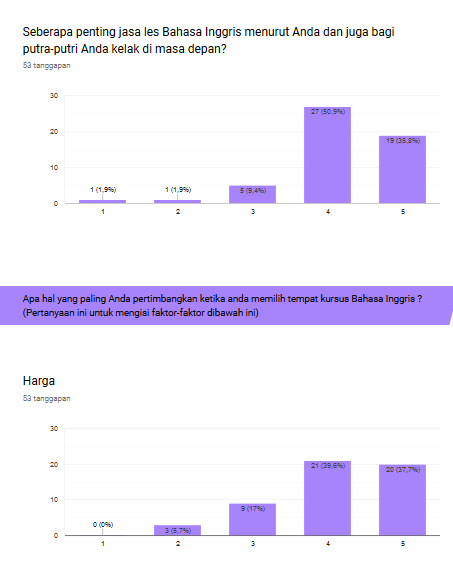 Seberapa penting jasa les Bahasa Inggris menurut Anda dan juga bagi
putra-putri Anda kelak di masa depan?
53 tanggapan
30
27 (50,9%)
20
19 (35,8%)
10
1 (1,9%)
1 (1,9%)
5 (9,4%)
0
1 2 3 4 5
Apa hal yang paling Anda pertimbangkan ketika anda memilih tempat kursus Bahasa Inggris ?
(Pertanyaan ini untuk mengisi faktor-faktor dibawah ini)
Harga
53 tanggapan
30
20
21 (39,6%)
20 (37,7%)
10
9 (17%)
0 (0%)
3 (5,7%)
0
1 2 3 4 5